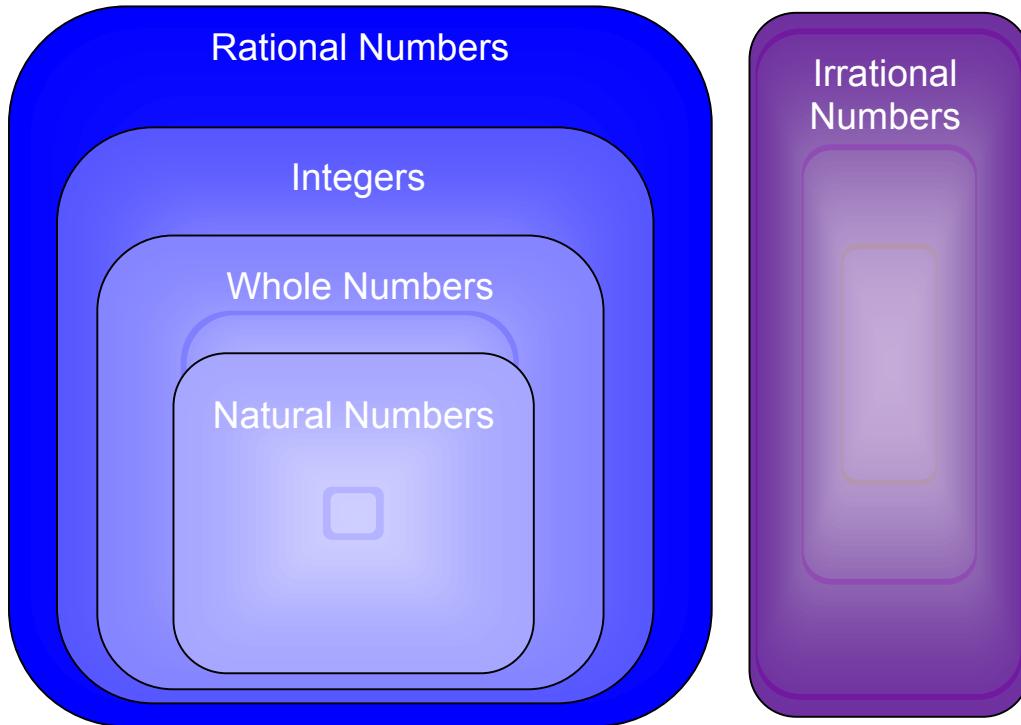 Rational Numbers
Integers
Whole Numbers
Natural Numbers
Irrational
Numbers